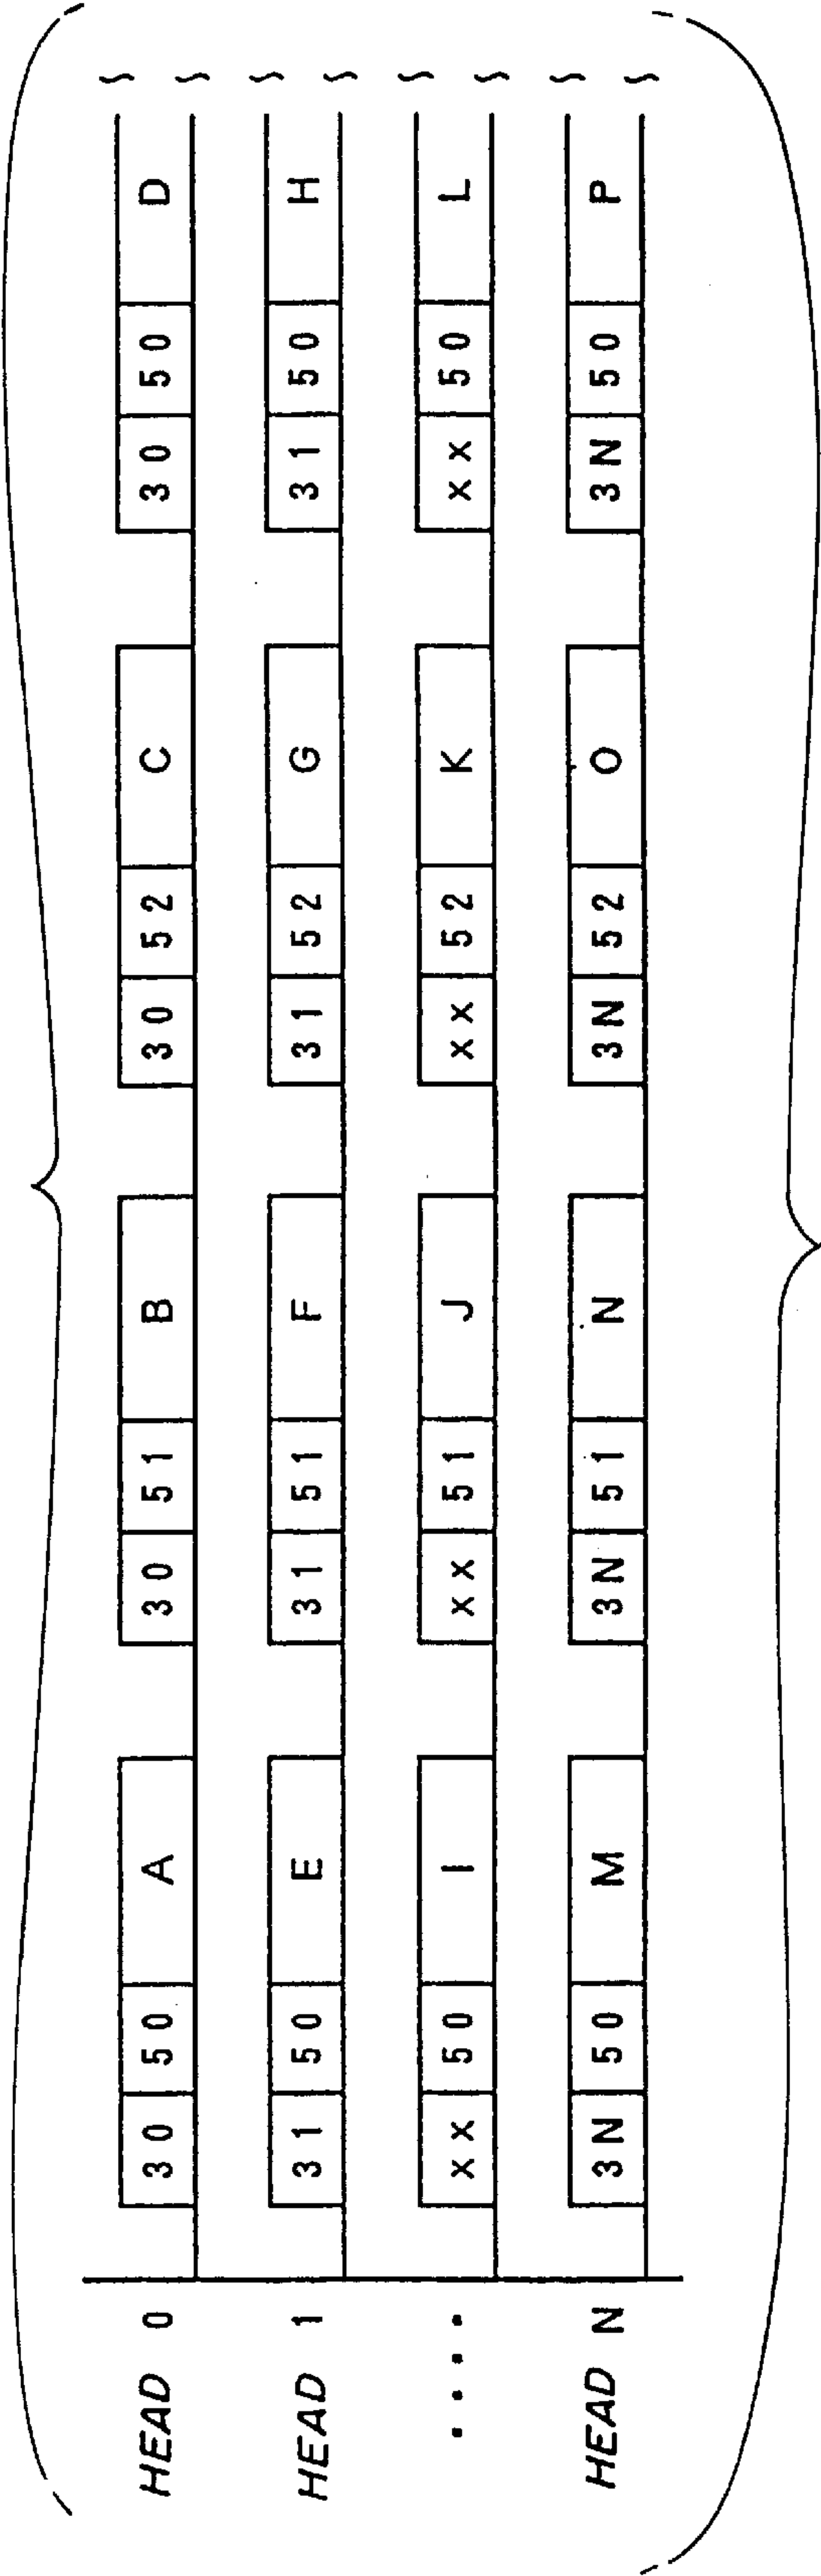 HEAD 0 30 50 A 30 51 B 30 52 C 30 50 D
HEAD 1 31 50 E 31 51 F 31 52 G 31 50 H
.... xx 50 I xx 51 J xx 52 K xx 50 L
HEAD N 3N 50 M 3N 51 N 3N 52 O 3N 50 P